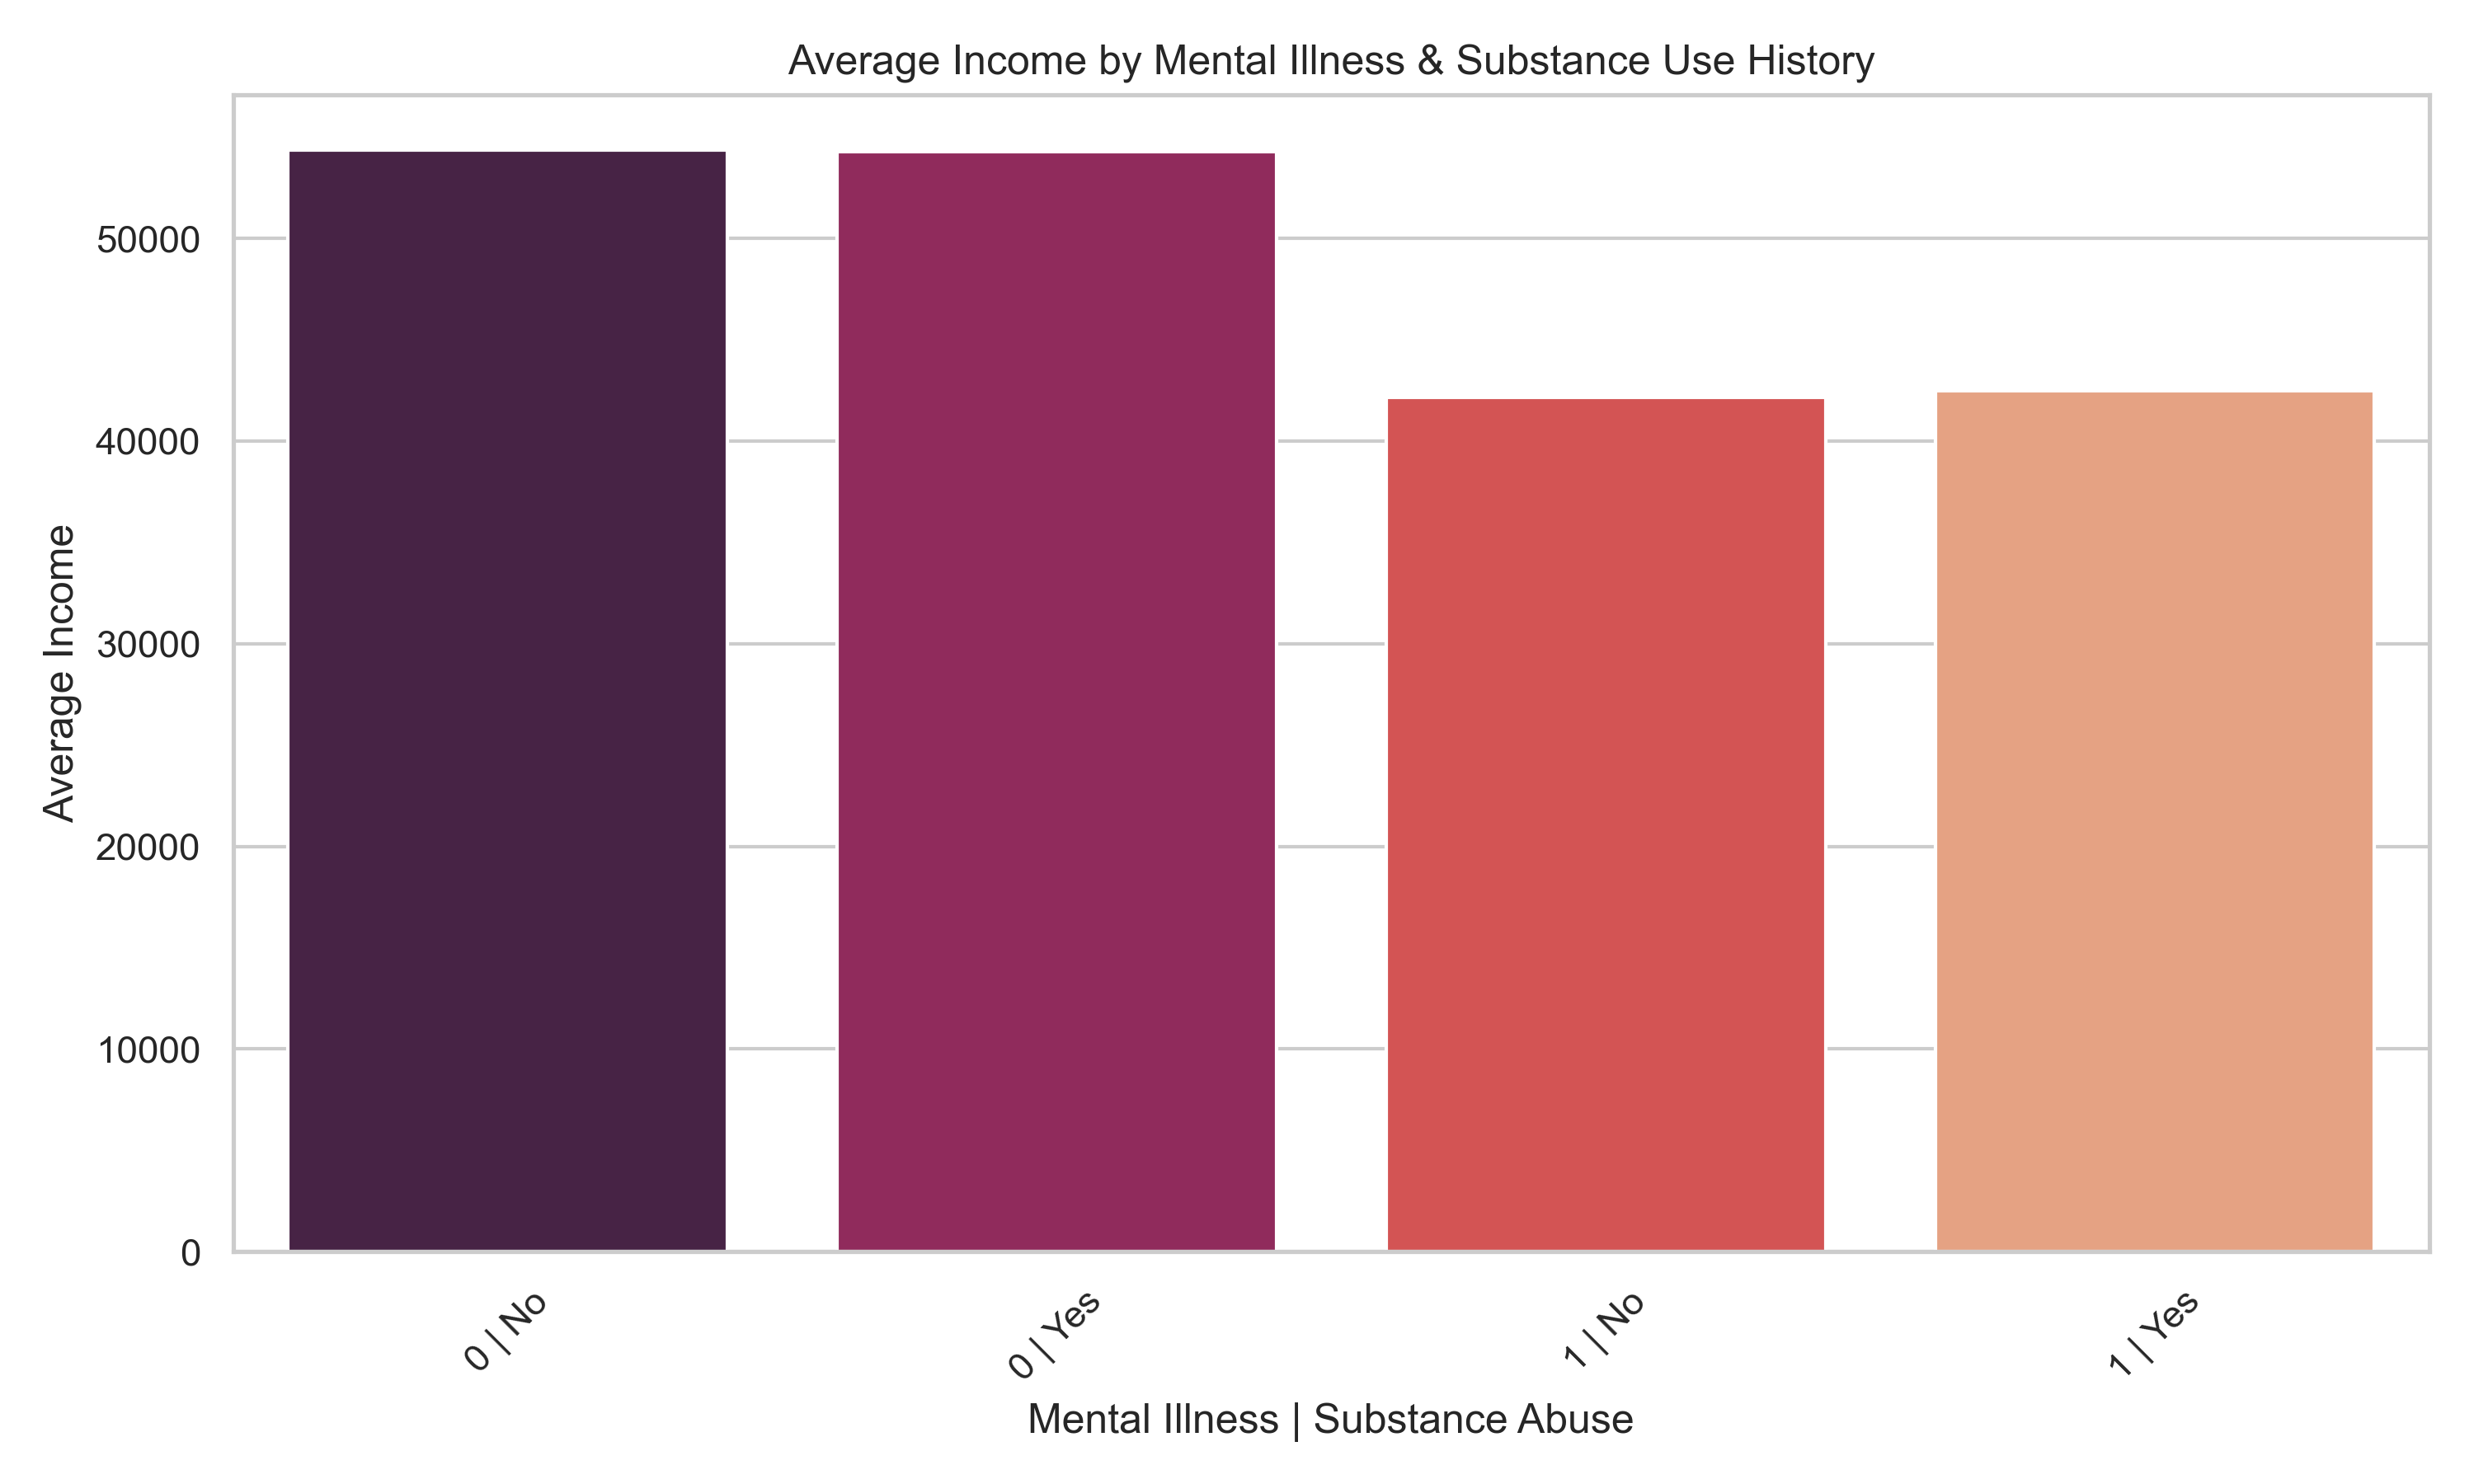 Average Income by Mental Illness & Substance Use History
Average Income
50000
40000
30000
20000
10000
0
0 | No
0 | Yes
1 | No
1 | Yes
Mental Illness | Substance Abuse